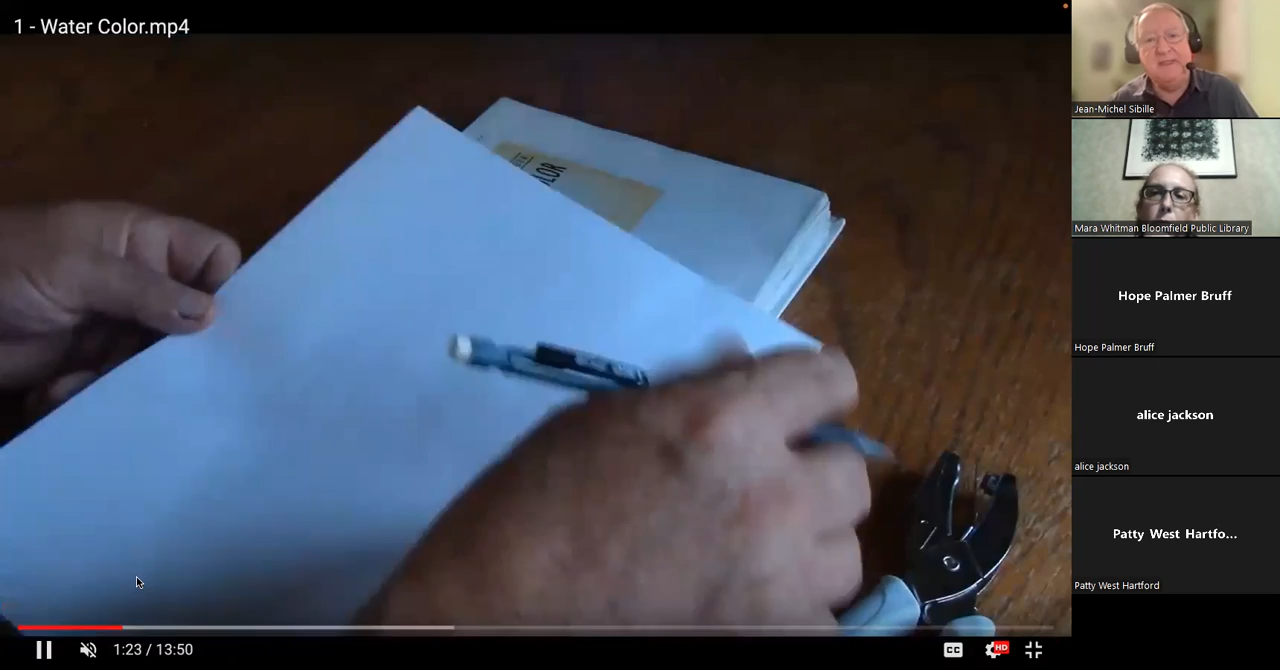 1 - Water Color.mp4
Jean-Michel Sibille
Mara Whitman Bloomfield Public Library
Hope Palmer Bruff
Hope Palmer Bruff
alice jackson
alice jackson
Patty West Hartfo...
Patty West Hartford
1:23 / 13:50
CC
HD